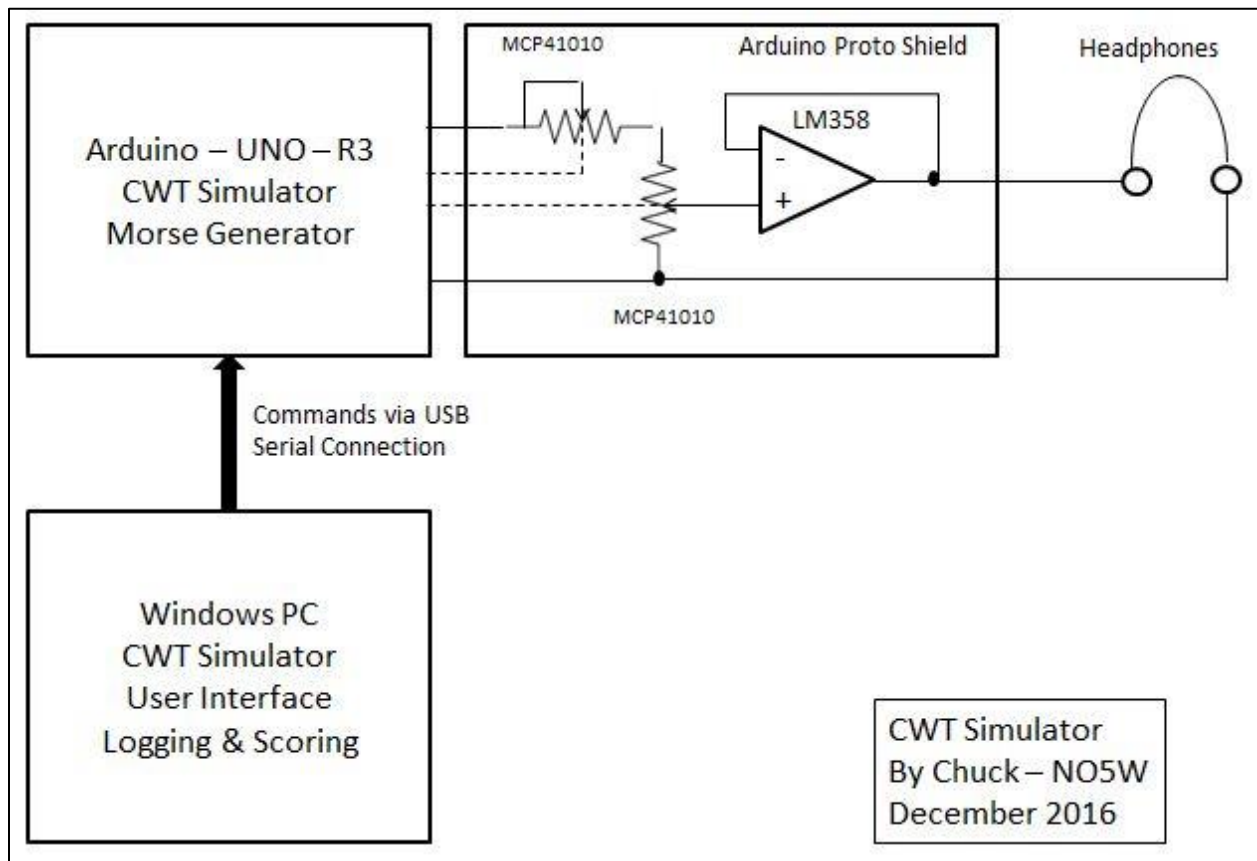 MCP41010
Arduino Proto Shield
Headphones
LM358
-
+
Arduino – UNO – R3
CWT Simulator
Morse Generator
MCP41010
Commands via USB
Serial Connection
Windows PC
CWT Simulator
User Interface
Logging & Scoring
CWT Simulator
By Chuck – NO5W
December 2016